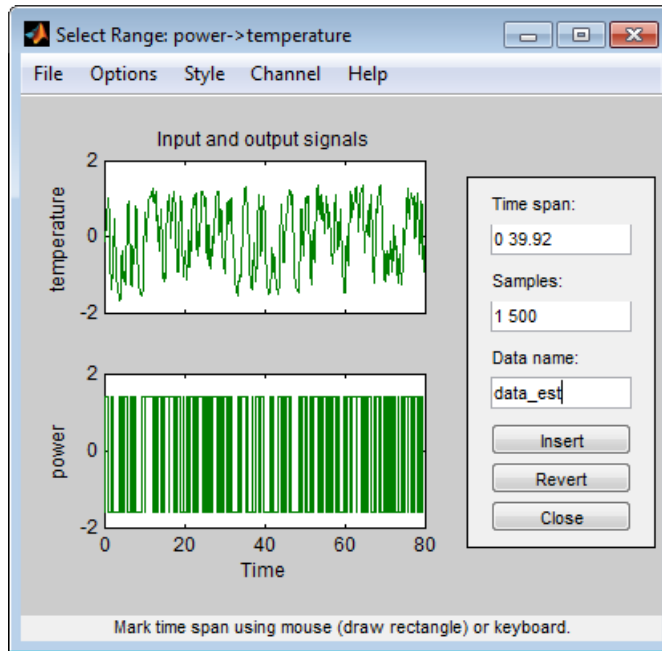 Select Range: power->temperature
File Options Style Channel Help
Input and output signals
2
0
-2
temperature
2
0
-2
power
0 20 40 60 80
Time
Time span:
0 39.92
Samples:
1 500
Data name:
data_est
Insert
Revert
Close
Mark time span using mouse (draw rectangle) or keyboard.